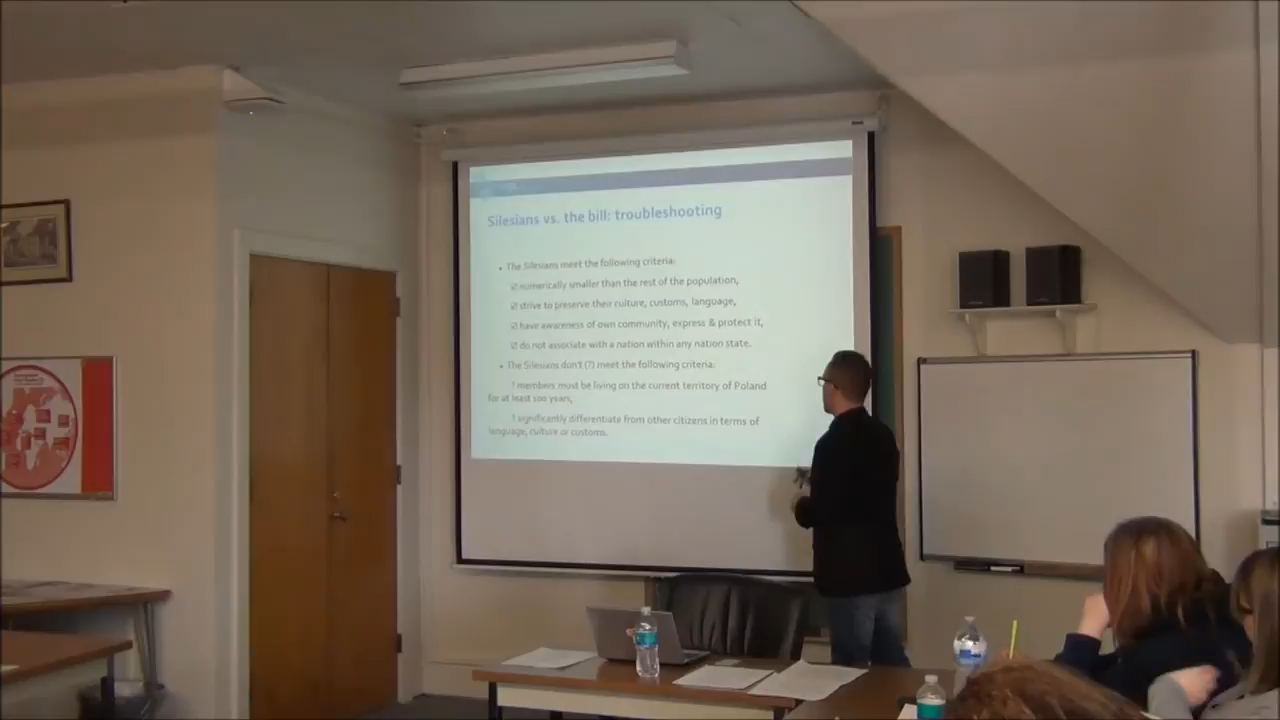 Silesians vs. the bill: troubleshooting
• The Silesians meet the following criteria:
☑ numerically smaller than the rest of the population,
☑ strive to preserve their culture, customs, language,
☑ have awareness of own community, express & protect it,
☑ do not associate with a nation within any nation state.
• The Silesians don't (?) meet the following criteria:
! members must be living on the current territory of Poland
for at least 100 years,
! significantly differentiate from other citizens in terms of
language, culture or customs.